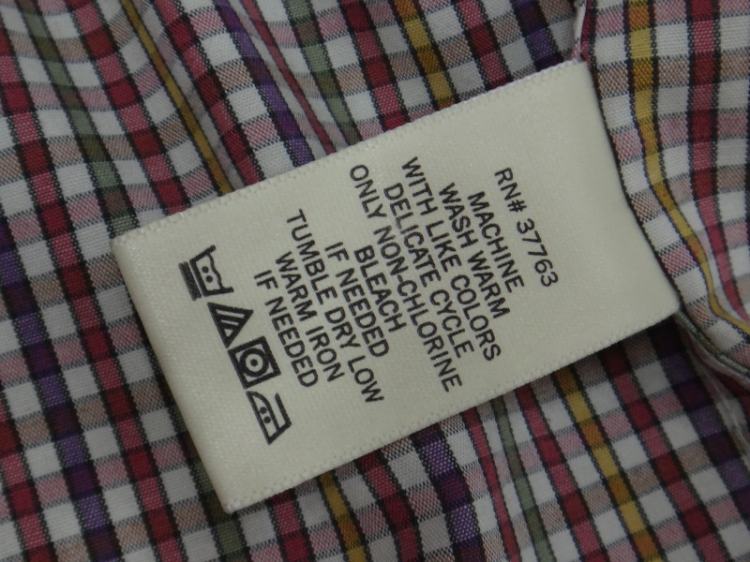 RN# 37763
MACHINE
WASH WARM
WITH LIKE COLORS
DELICATE CYCLE
ONLY NON-CHLORINE
BLEACH
IF NEEDED
TUMBLE DRY LOW
WARM IRON
IF NEEDED